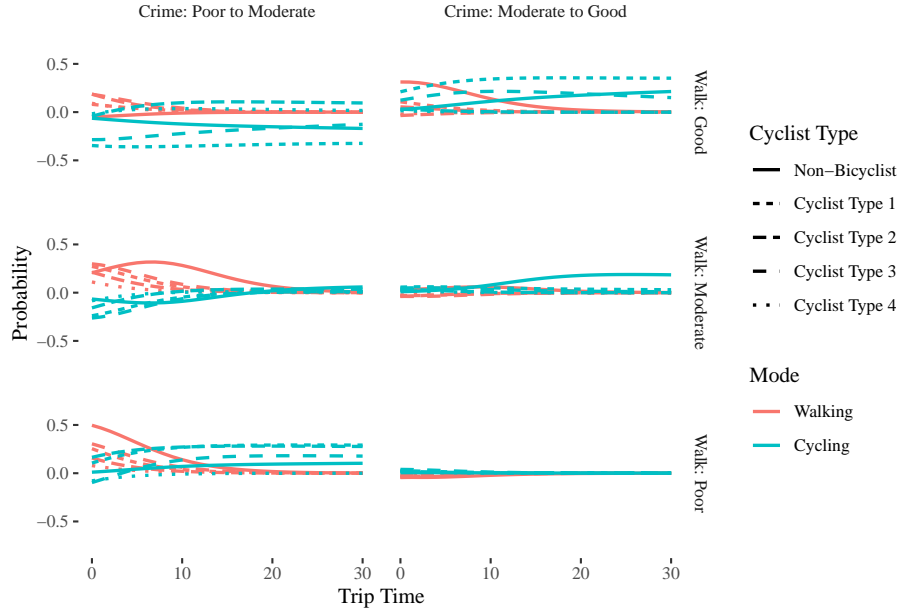 Crime: Poor to Moderate
Crime: Moderate to Good
0.5
0.0
−0.5
Walk: Good
0.5
0.0
−0.5
Walk: Moderate
0.5
0.0
−0.5
Walk: Poor
0
10
20
30
0
10
20
30
Trip Time
Probability
Cyclist Type
Non−Bicyclist
Cyclist Type 1
Cyclist Type 2
Cyclist Type 3
Cyclist Type 4
Mode
Walking
Cycling